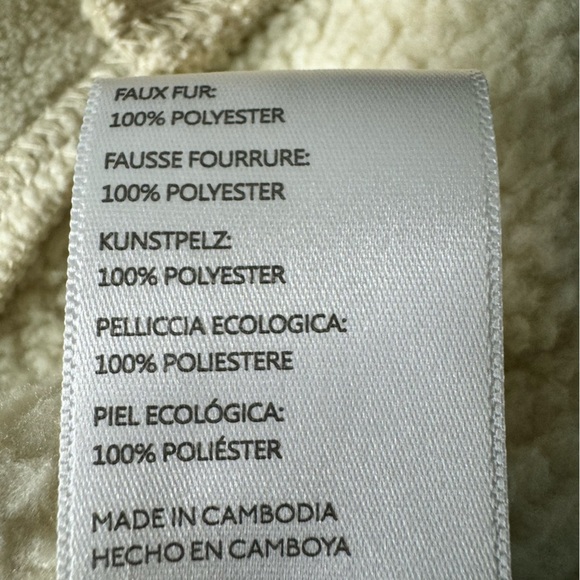 FAUX FUR:
100% POLYESTER
FAUSSE FOURRURE:
100% POLYESTER
KUNSTPELZ:
100% POLYESTER
PELLICCIA ECOLOGICA:
100% POLIESTERE
PIEL ECOLÓGICA:
100% POLIÉSTER
MADE IN CAMBODIA
HECHO EN CAMBOYA